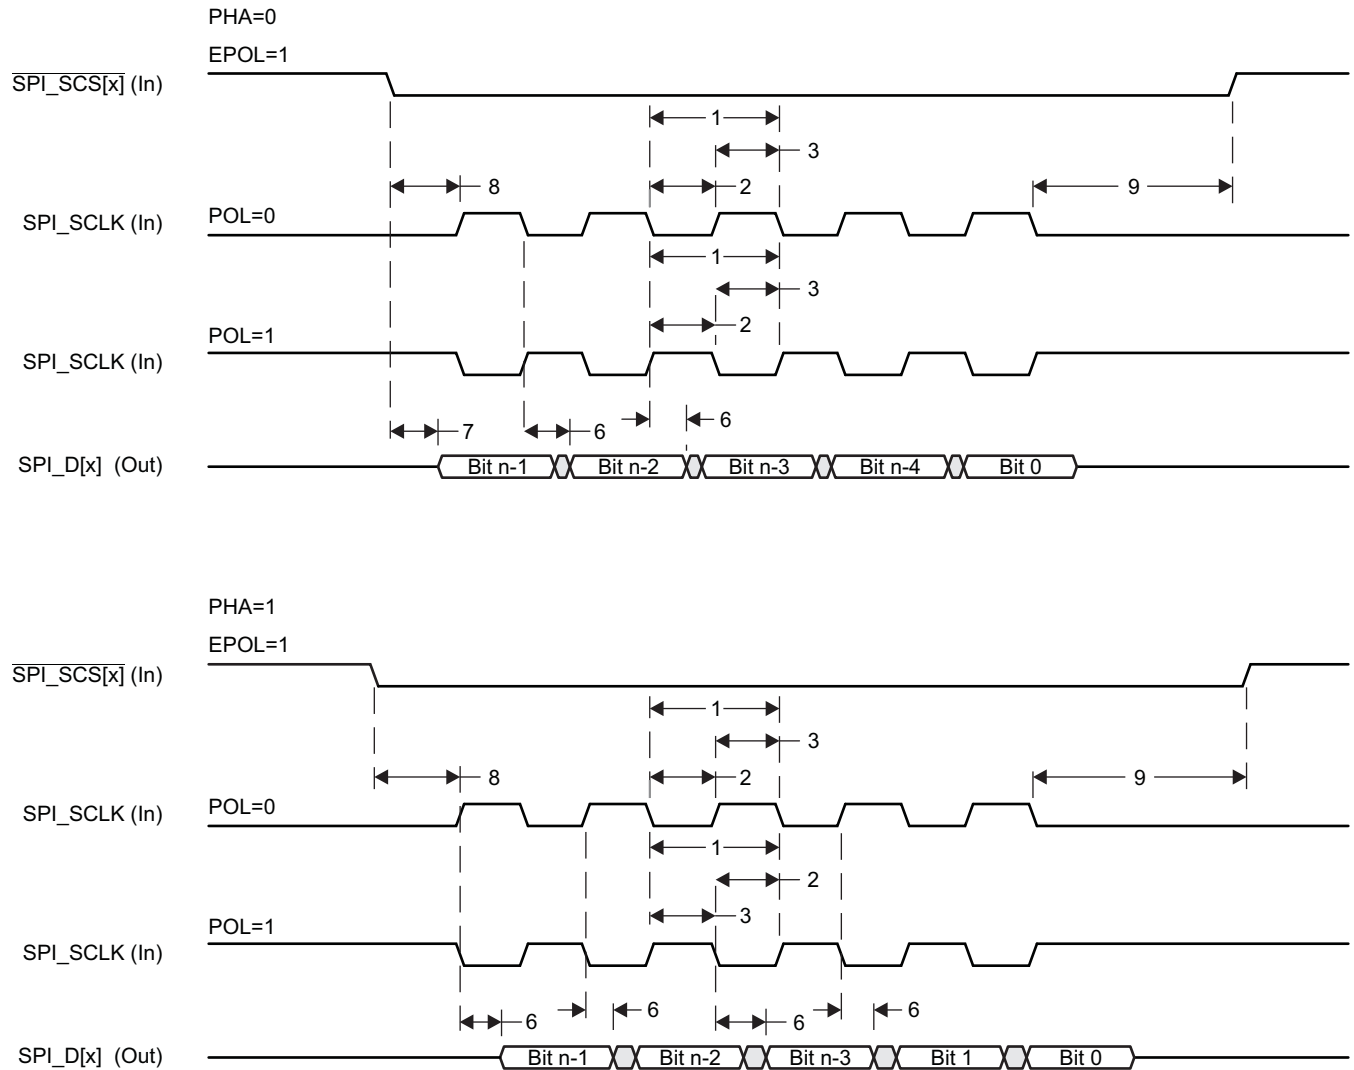 PHA=0
EPOL=1
SPI_SCS[x] (In)
1
3
8
2
9
SPI_SCLK (In)
POL=0
1
3
2
POL=1
SPI_SCLK (In)
6
7
6
SPI_D[x] (Out)
Bit n-1
Bit n-2
Bit n-3
Bit n-4
Bit 0
PHA=1
EPOL=1
SPI_SCS[x] (In)
1
3
8
2
9
SPI_SCLK (In)
POL=0
1
2
3
POL=1
SPI_SCLK (In)
6
6
6
6
SPI_D[x] (Out)
Bit n-1
Bit n-2
Bit n-3
Bit 1
Bit 0